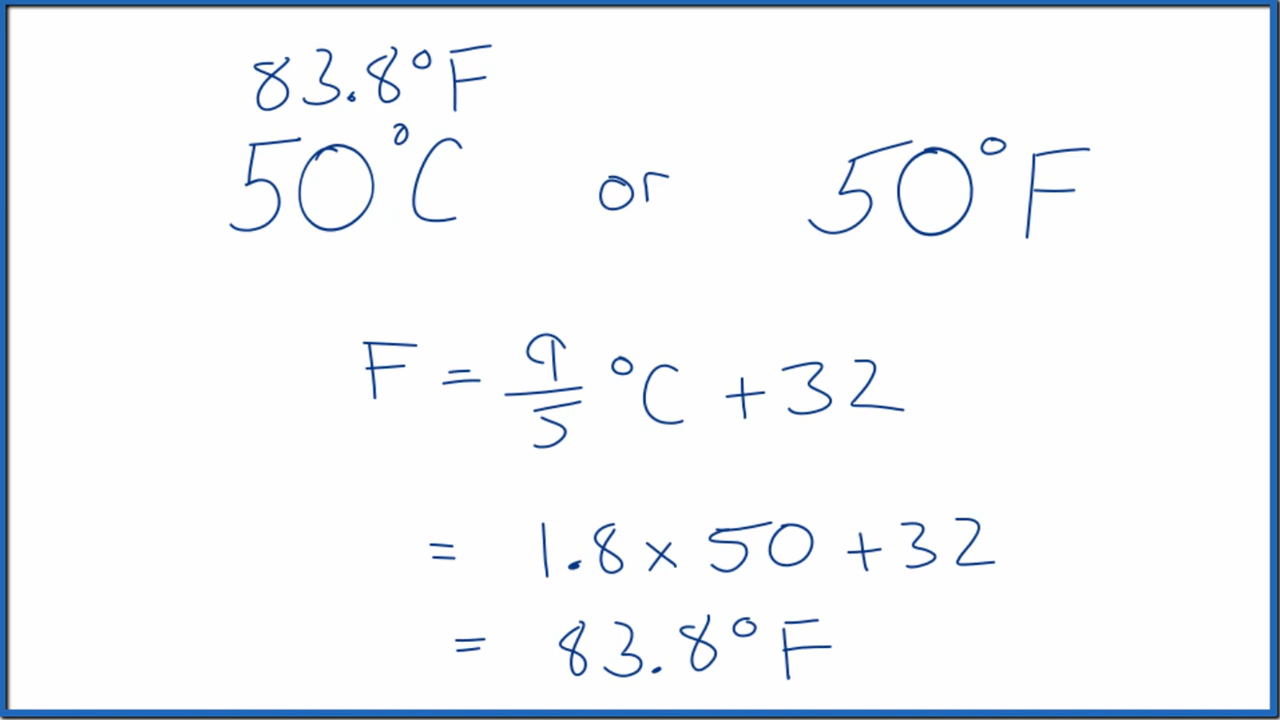 83.8°F
50°C or 50°F
F = 9/5 °C + 32
= 1.8 × 50 + 32
= 83.8°F